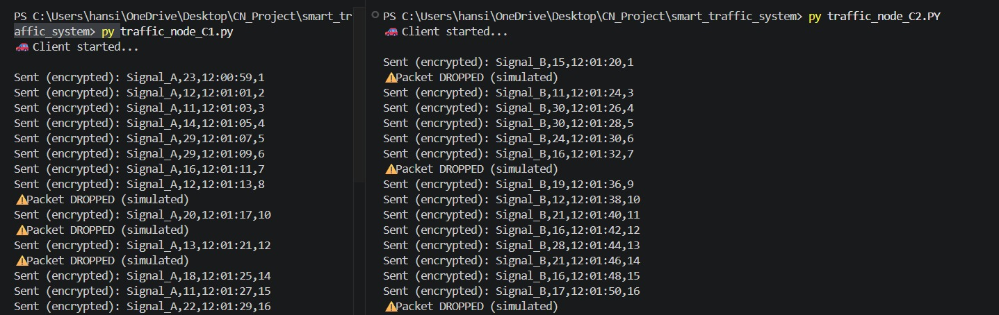 PS C:\Users\hansi\OneDrive\Desktop\CN_Project\smart_tr
affic_system> py traffic_node_C1.py
🚗 Client started...
Sent (encrypted): Signal_A,23,12:00:59,1
Sent (encrypted): Signal_A,12,12:01:01,2
Sent (encrypted): Signal_A,11,12:01:03,3
Sent (encrypted): Signal_A,14,12:01:05,4
Sent (encrypted): Signal_A,29,12:01:07,5
Sent (encrypted): Signal_A,29,12:01:09,6
Sent (encrypted): Signal_A,16,12:01:11,7
Sent (encrypted): Signal_A,12,12:01:13,8
⚠️Packet DROPPED (simulated)
Sent (encrypted): Signal_A,20,12:01:17,10
⚠️Packet DROPPED (simulated)
Sent (encrypted): Signal_A,13,12:01:21,12
⚠️Packet DROPPED (simulated)
Sent (encrypted): Signal_A,18,12:01:25,14
Sent (encrypted): Signal_A,11,12:01:27,15
Sent (encrypted): Signal_A,22,12:01:29,16
PS C:\Users\hansi\OneDrive\Desktop\CN_Project\smart_traffic_system> py traffic_node_C2.PY
🚗 Client started...
Sent (encrypted): Signal_B,15,12:01:20,1
⚠️Packet DROPPED (simulated)
Sent (encrypted): Signal_B,11,12:01:24,3
Sent (encrypted): Signal_B,30,12:01:26,4
Sent (encrypted): Signal_B,30,12:01:28,5
Sent (encrypted): Signal_B,24,12:01:30,6
Sent (encrypted): Signal_B,16,12:01:32,7
⚠️Packet DROPPED (simulated)
Sent (encrypted): Signal_B,19,12:01:36,9
Sent (encrypted): Signal_B,12,12:01:38,10
Sent (encrypted): Signal_B,21,12:01:40,11
Sent (encrypted): Signal_B,16,12:01:42,12
Sent (encrypted): Signal_B,28,12:01:44,13
Sent (encrypted): Signal_B,21,12:01:46,14
Sent (encrypted): Signal_B,16,12:01:48,15
Sent (encrypted): Signal_B,17,12:01:50,16
⚠️Packet DROPPED (simulated)